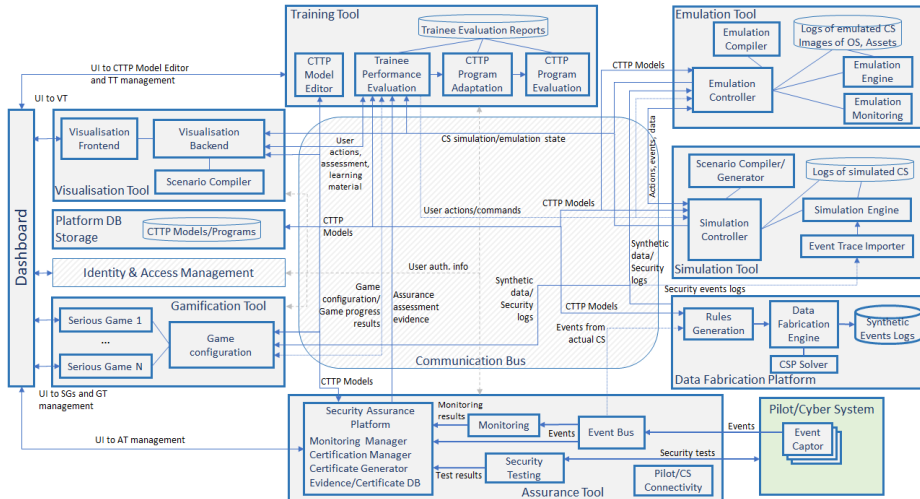 Training Tool
Trainee Evaluation Reports
CTTP
Model
Editor
Trainee
Performance
Evaluation
CTTP
Program
Adaptation
CTTP
Program
Evaluation
Emulation Tool
Emulation
Compiler
Logs of emulated CS
Images of OS, Assets
Emulation
Controller
Emulation
Engine
Emulation
Monitoring
CTTP Models
UI to CTTP Model Editor
and TT management
UI to VT
Dashboard
Visualisation
Frontend
Visualisation
Backend
Scenario Compiler
Visualisation Tool
User
actions,
assessment,
learning
material
CS simulation/emulation state
Actions, events, data
Scenario Compiler/
Generator
Logs of simulated CS
Simulation
Controller
Simulation Engine
Event Trace Importer
Simulation Tool
Platform DB
Storage
CTTP Models/Programs
CTTP
Models
User actions/commands
Identity & Access Management
User auth. info
Synthetic
data/
Security
logs
Security events logs
Gamification Tool
Serious Game 1
...
Serious Game N
Game
configuration
Game
configuration/
Game progress
results
Assurance
assessment
evidence
Synthetic
data/
Security
logs
CTTP Models
Events from
actual CS
Communication Bus
Rules
Generation
Data
Fabrication
Engine
Synthetic
Events Logs
CSP Solver
Data Fabrication Platform
UI to SGs and GT
management
CTTP Models
UI to AT management
Security Assurance
Platform
Monitoring Manager
Certification Manager
Certificate Generator
Evidence/Certificate DB
Monitoring
results
Monitoring
Events
Event Bus
Test results
Security
Testing
Pilot/CS
Connectivity
Assurance Tool
Events
Security tests
Pilot/Cyber System
Event
Captor